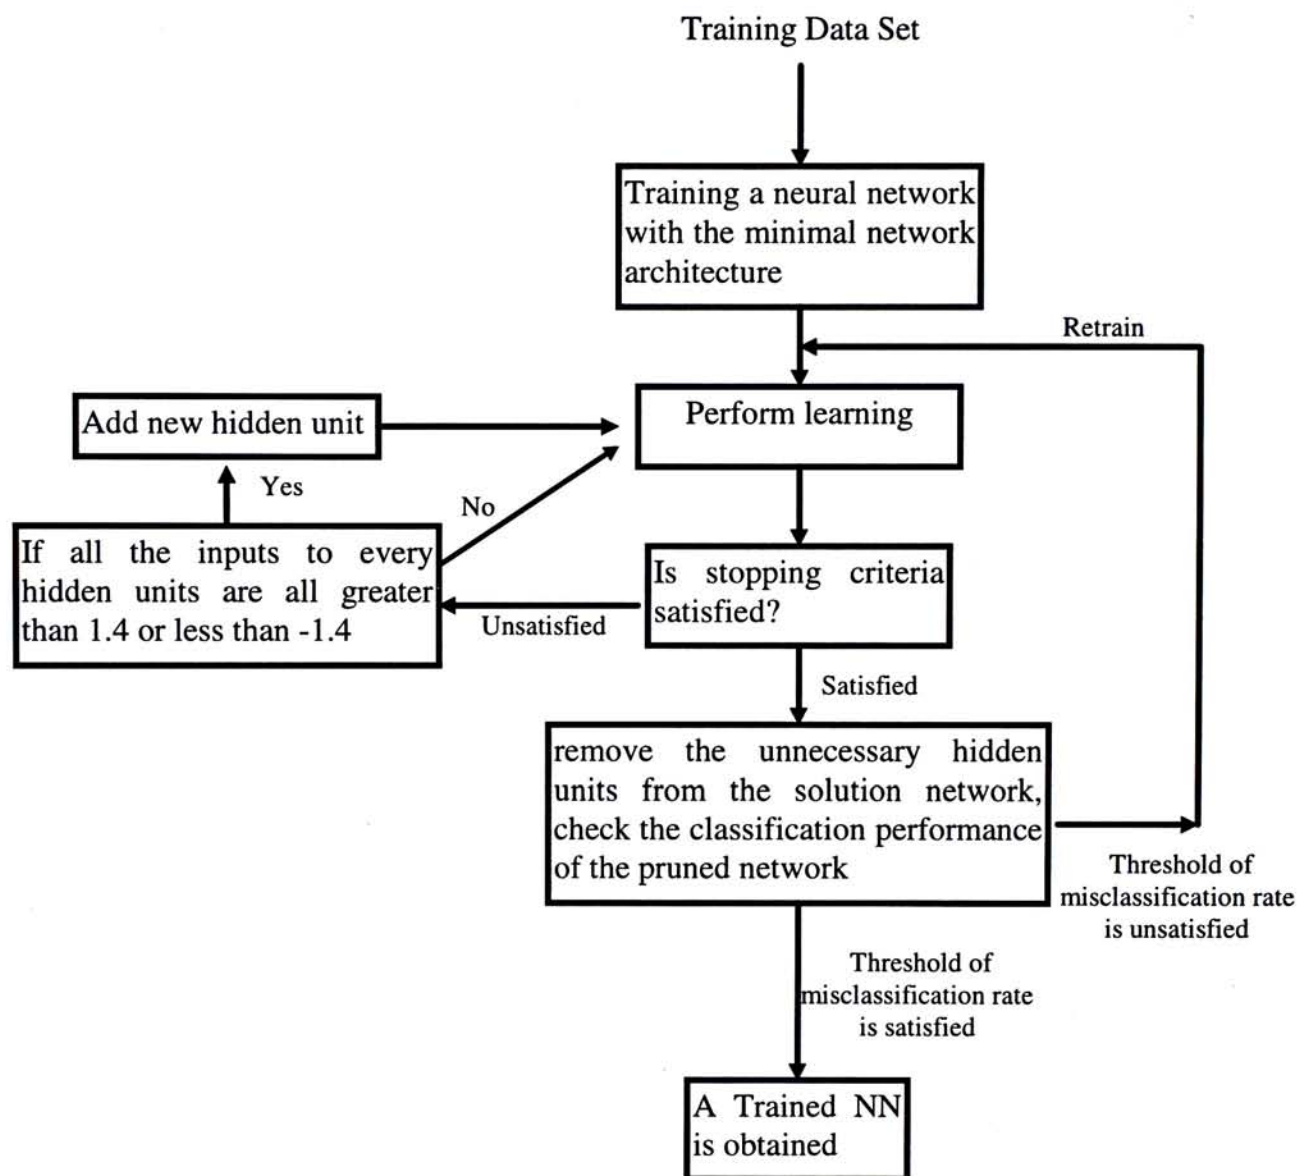 Training Data Set
Training a neural network
with the minimal network
architecture
Retrain
Add new hidden unit
Perform learning
Yes
No
If all the inputs to every
hidden units are all greater
than 1.4 or less than -1.4
Is stopping criteria
satisfied?
Unsatisfied
Satisfied
remove the unnecessary hidden
units from the solution network,
check the classification performance
of the pruned network
Threshold of
misclassification rate
is unsatisfied
Threshold of
misclassification rate
is satisfied
A Trained NN
is obtained